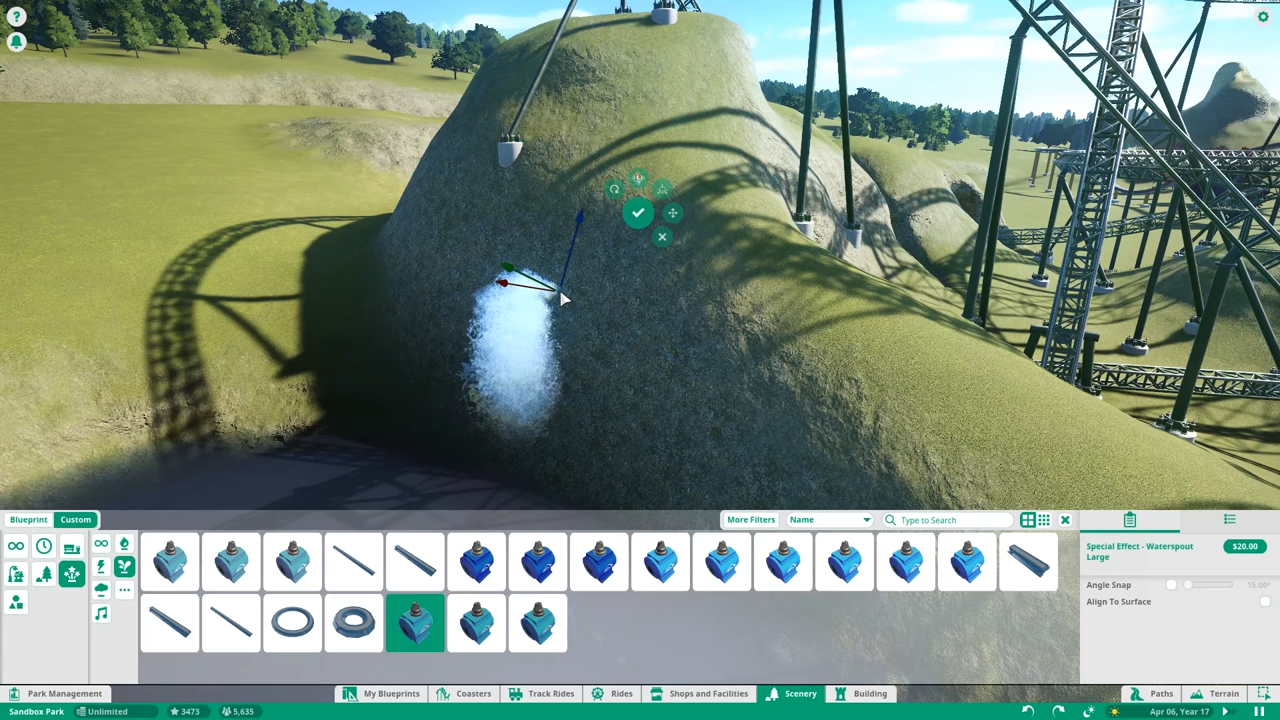 ?
Blueprint
Custom
More Filters
Name
Type to Search
Special Effect - Waterspout
Large
$20.00
Angle Snap
15.00°
Align To Surface
Park Management
My Blueprints
Coasters
Track Rides
Rides
Shops and Facilities
Scenery
Building
Paths
Terrain
Sandbox Park
Unlimited
3473
5,635
Apr 06, Year 17